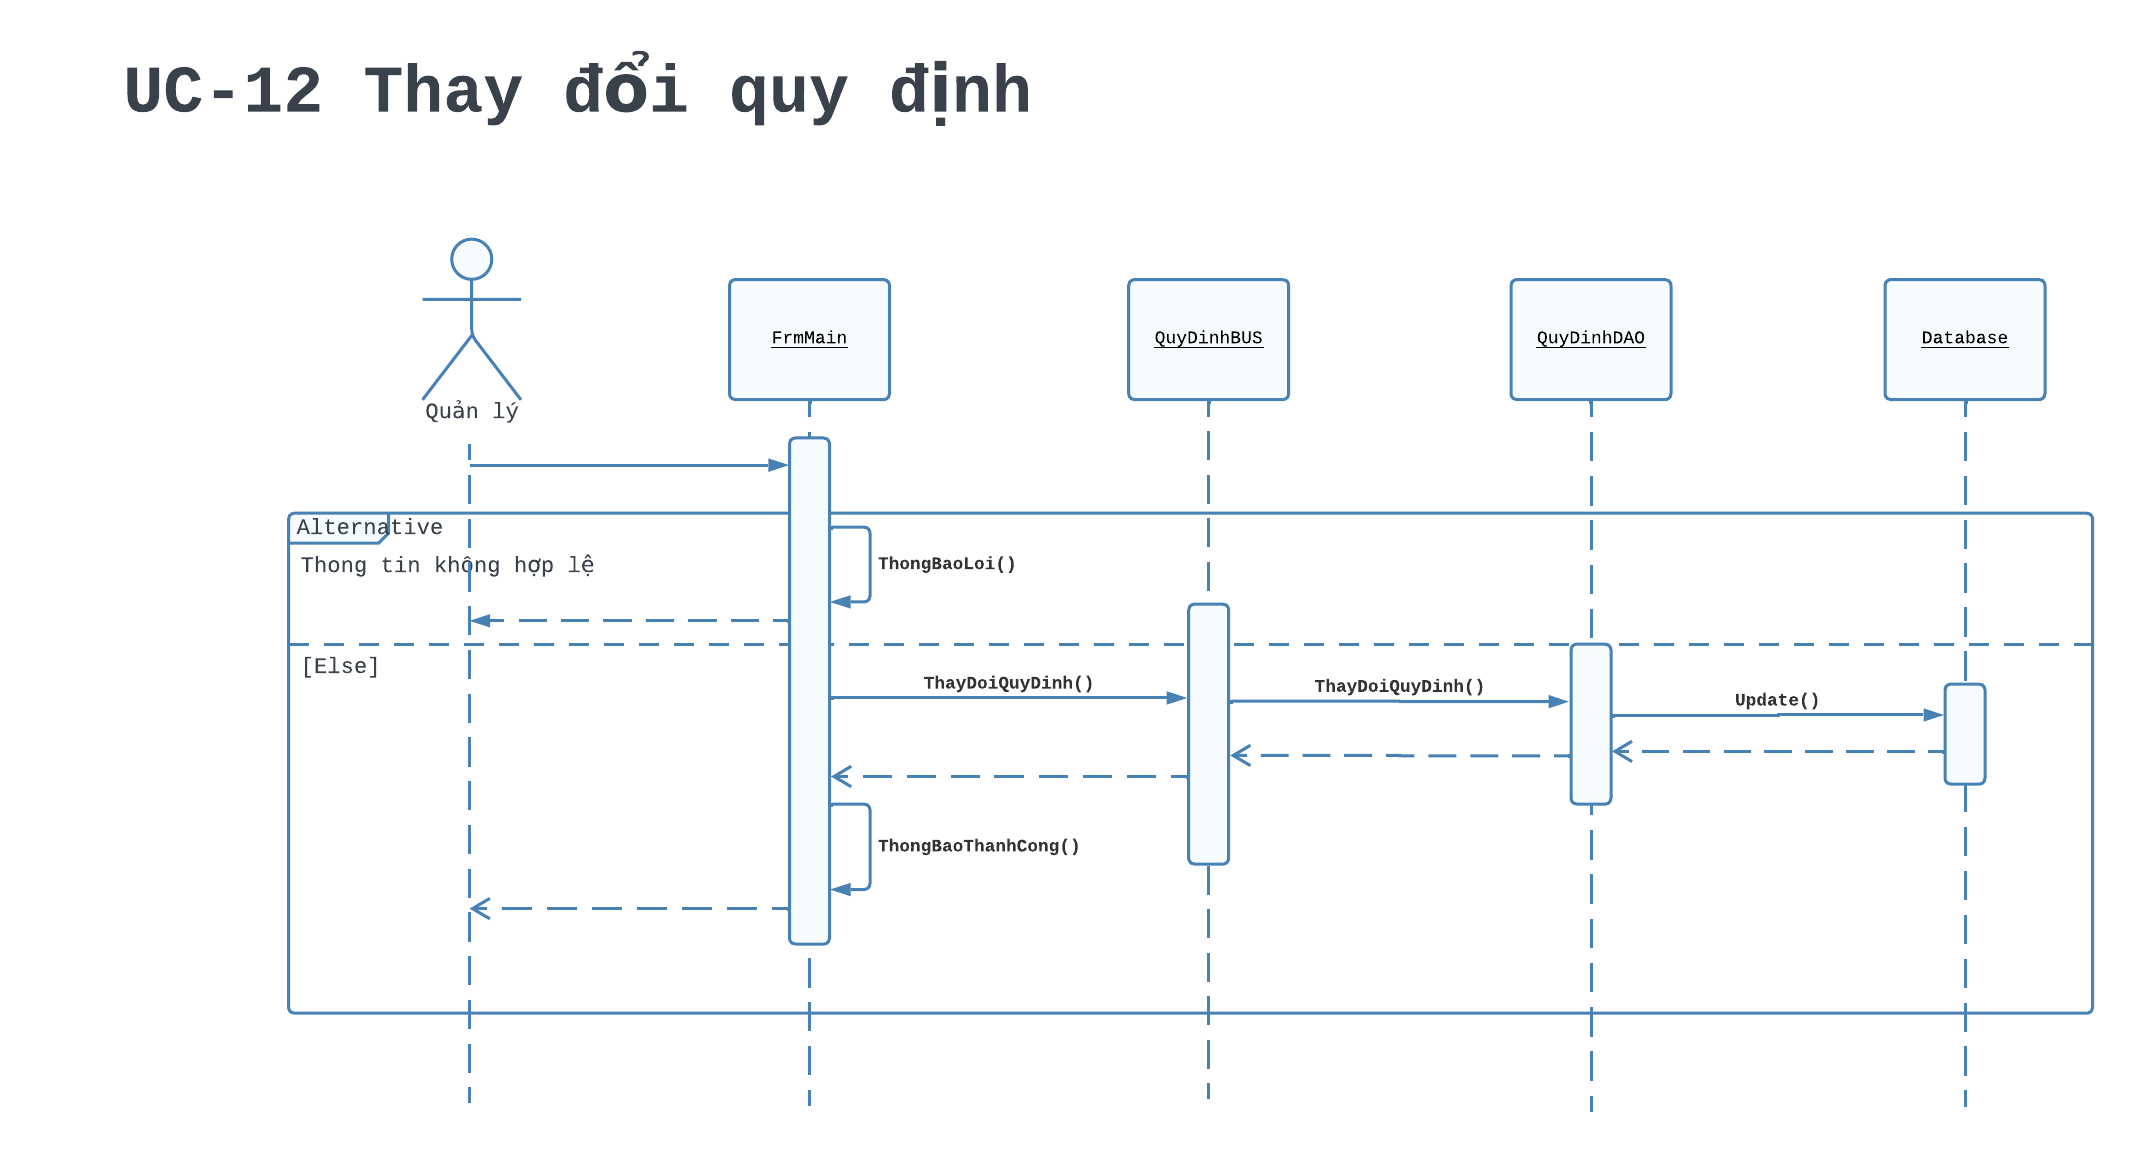 UC-12 Thay đổi quy định
Quản lý
FrmMain
QuyDinhBUS
QuyDinhDAO
Database
Alternative
Thong tin không hợp lệ
ThongBaoLoi()
[Else]
ThayDoiQuyDinh()
ThayDoiQuyDinh()
Update()
ThongBaoThanhCong()